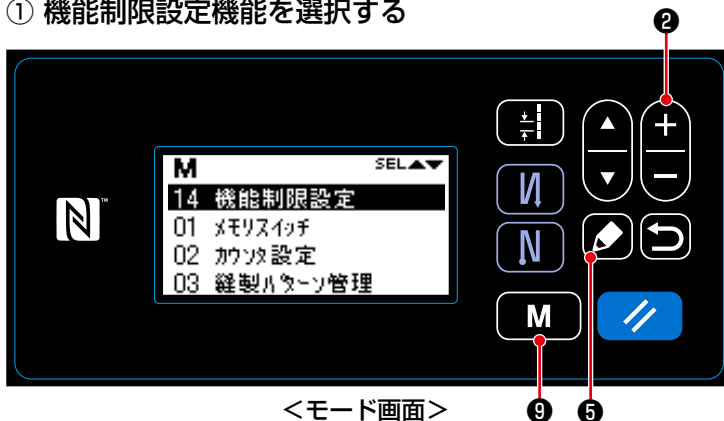 ① 機能制限設定機能を選択する
❷
M SEL▲▼
14 機能制限設定
01 メモリスイッチ
02 カウンタ設定
03 縫製パターン管理
N ™
+
−
M
<モード画面>
❾ ❺